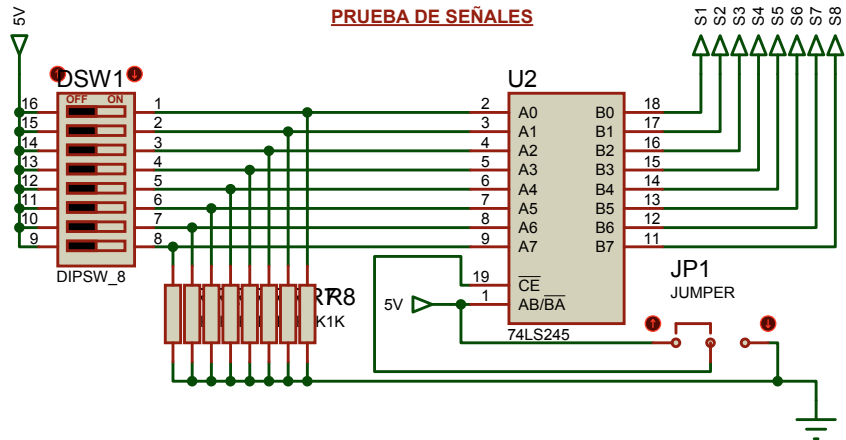 PRUEBA DE SEÑALES
5V
S1 S2 S3 S4 S5 S6 S7 S8
DSW1
OFF ON
16 1
15 2
14 3
13 4
12 5
11 6
10 7
9 8
DIPSW_8
U2
2 A0 B0 18
3 A1 B1 17
4 A2 B2 16
5 A3 B3 15
6 A4 B4 14
7 A5 B5 13
8 A6 B6 12
9 A7 B7 11
19 CE
1 AB/BA
74LS245
5V
JP1
JUMPER
R8
1K